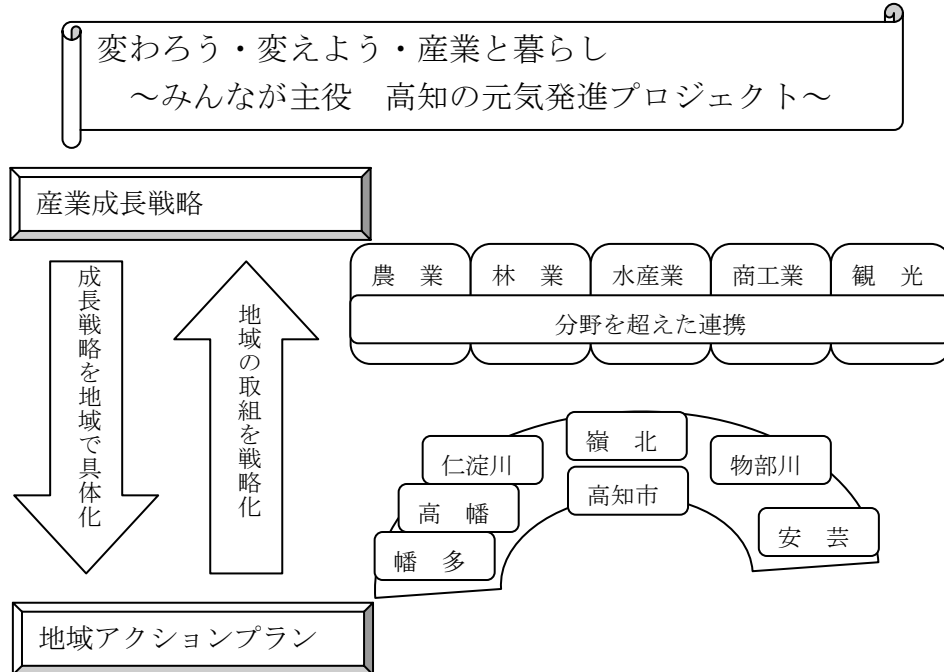 変わろう・変えよう・産業と暮らし
～みんなが主役　高知の元気発進プロジェクト～
産業成長戦略
成長戦略を地域で具体化
地域の取組を戦略化
農　業
林　業
水産業
商工業
観　光
分野を超えた連携
嶺　北
仁淀川
物部川
高知市
高　幡
安　芸
幡　多
地域アクションプラン